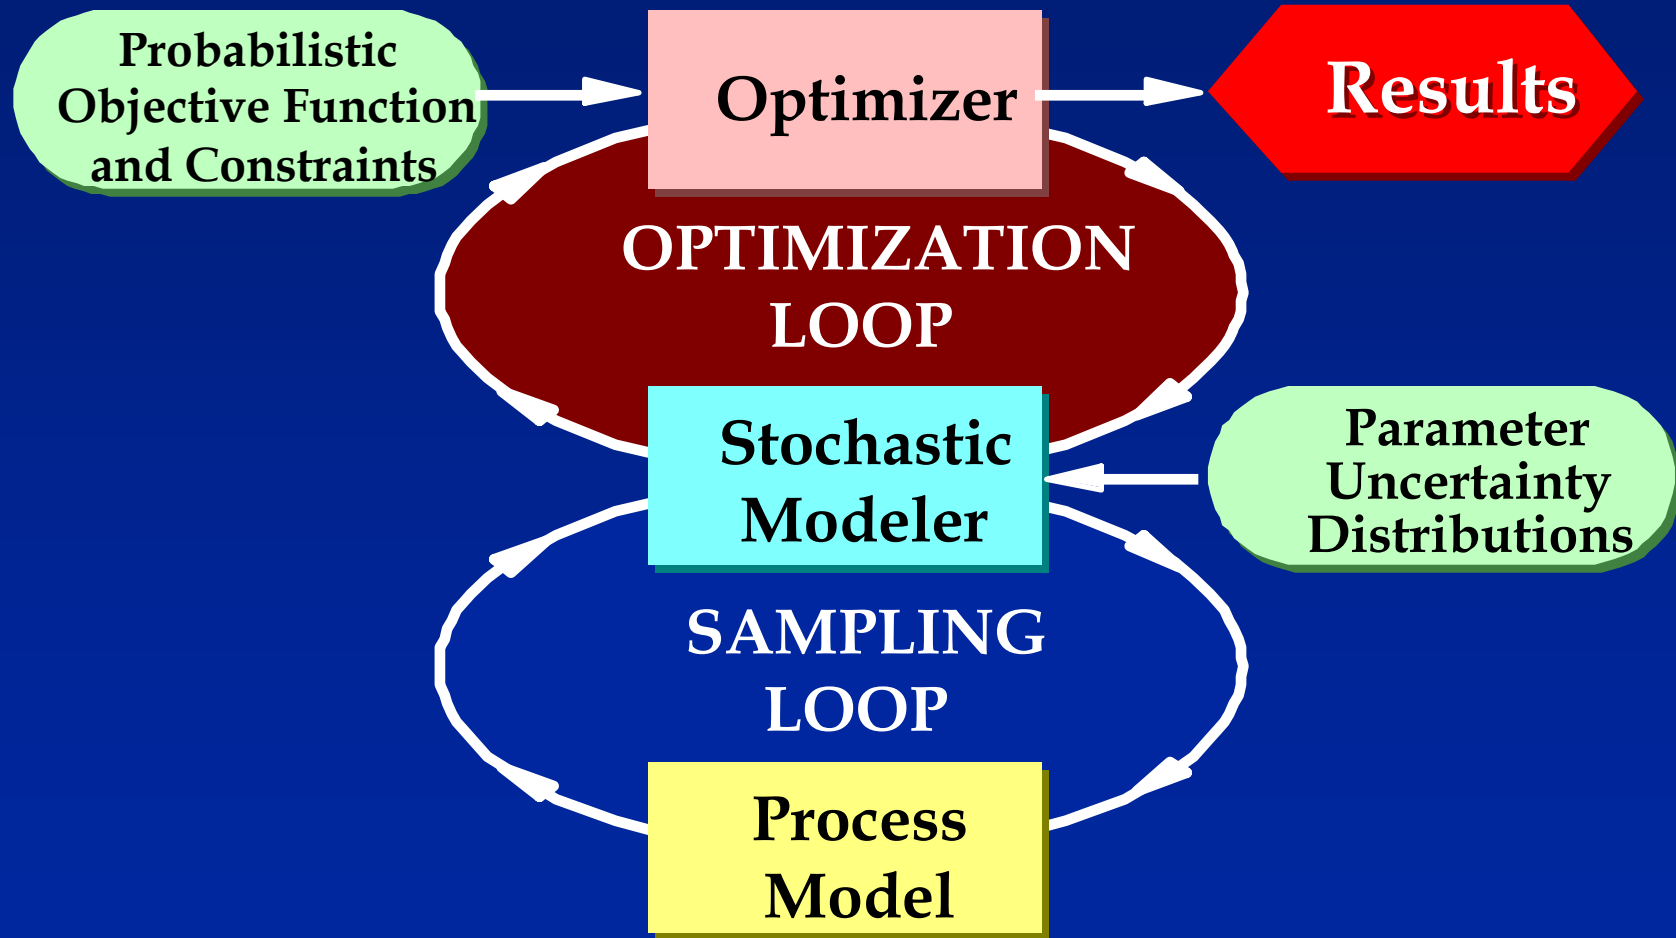 Probabilistic
Objective Function
and Constraints
Optimizer
Results
OPTIMIZATION
LOOP
Stochastic
Modeler
Parameter
Uncertainty
Distributions
SAMPLING
LOOP
Process
Model